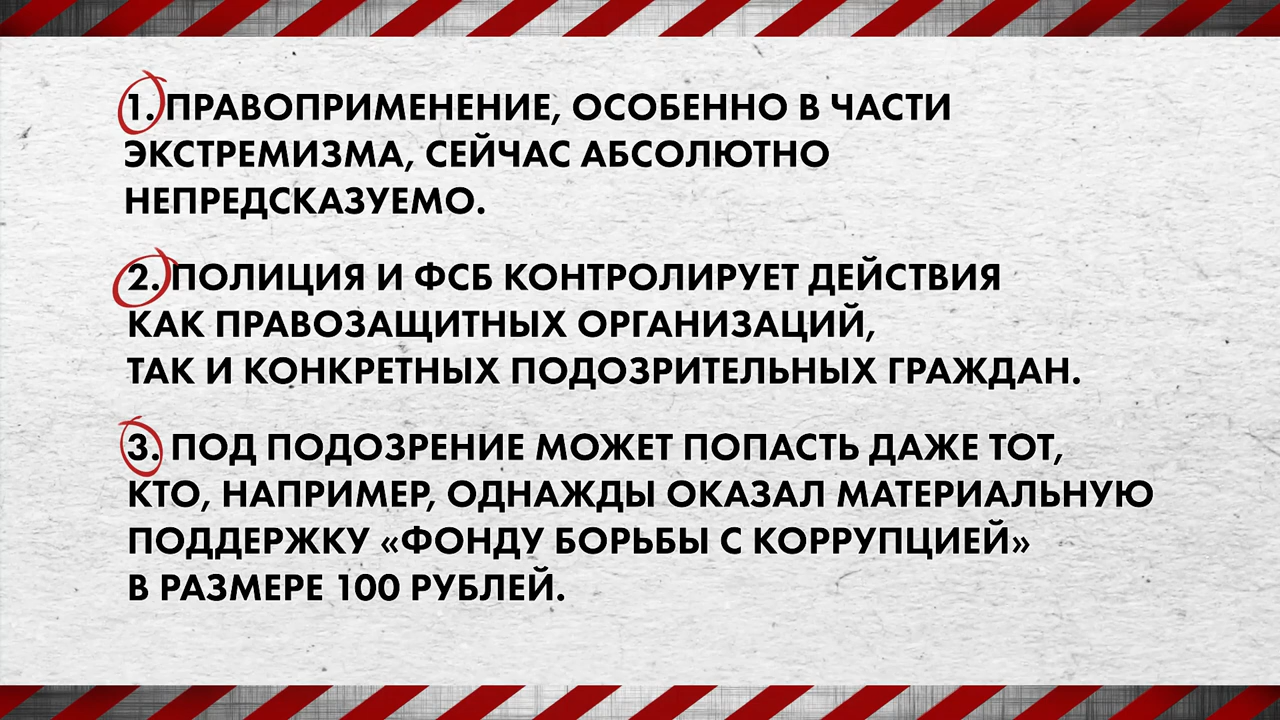 1. ПРАВОПРИМЕНЕНИЕ, ОСОБЕННО В ЧАСТИ
ЭКСТРЕМИЗМА, СЕЙЧАС АБСОЛЮТНО
НЕПРЕДСКАЗУЕМО.
2. ПОЛИЦИЯ И ФСБ КОНТРОЛИРУЕТ ДЕЙСТВИЯ
КАК ПРАВОЗАЩИТНЫХ ОРГАНИЗАЦИЙ,
ТАК И КОНКРЕТНЫХ ПОДОЗРИТЕЛЬНЫХ ГРАЖДАН.
3. ПОД ПОДОЗРЕНИЕ МОЖЕТ ПОПАСТЬ ДАЖЕ ТОТ,
КТО, НАПРИМЕР, ОДНАЖДЫ ОКАЗАЛ МАТЕРИАЛЬНУЮ
ПОДДЕРЖКУ «ФОНДУ БОРЬБЫ С КОРРУПЦИЕЙ»
В РАЗМЕРЕ 100 РУБЛЕЙ.